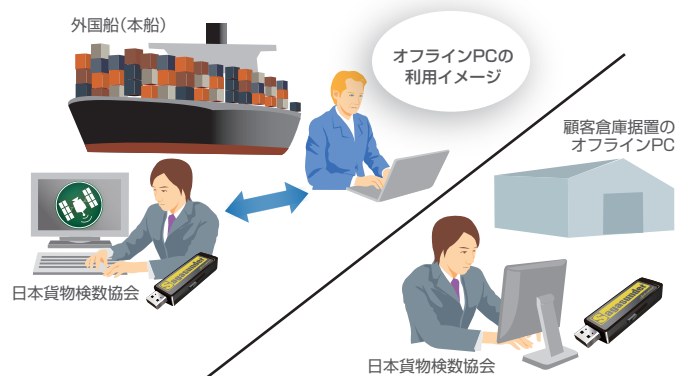 外国船(本船)
オフラインPCの
利用イメージ
顧客倉庫据置の
オフラインPC
日本貨物検数協会
Sagasundei
日本貨物検数協会
Sagasundei